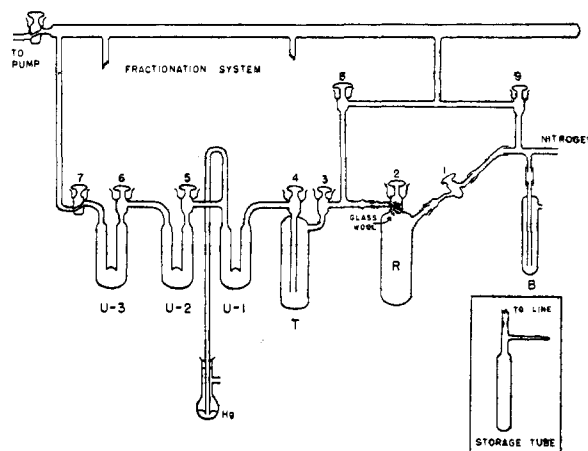 TO
PUMP
FRACTIONATION SYSTEM
8
9
NITROGEN
7
6
5
4
3
2
1
GLASS
WOOL
R
B
U-3
U-2
U-1
T
Hg
TO LINE
STORAGE TUBE